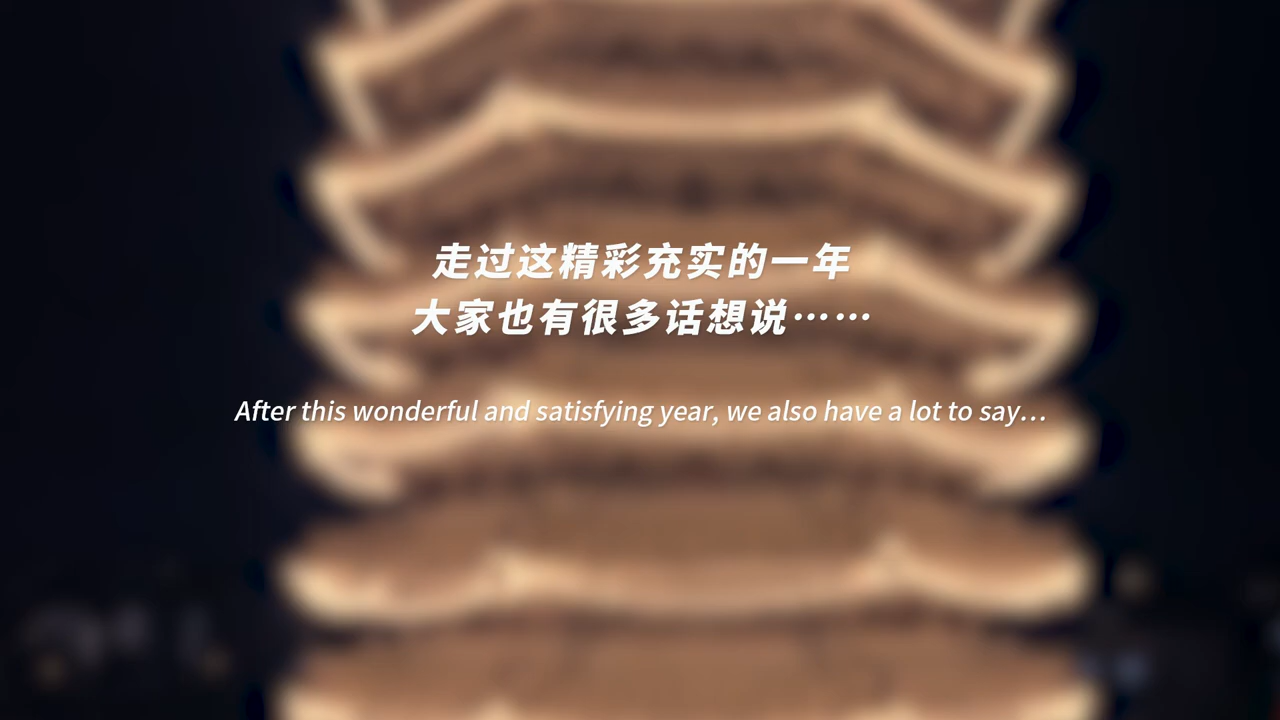 走过这精彩充实的一年
大家也有很多话想说……
After this wonderful and satisfying year, we also have a lot to say…